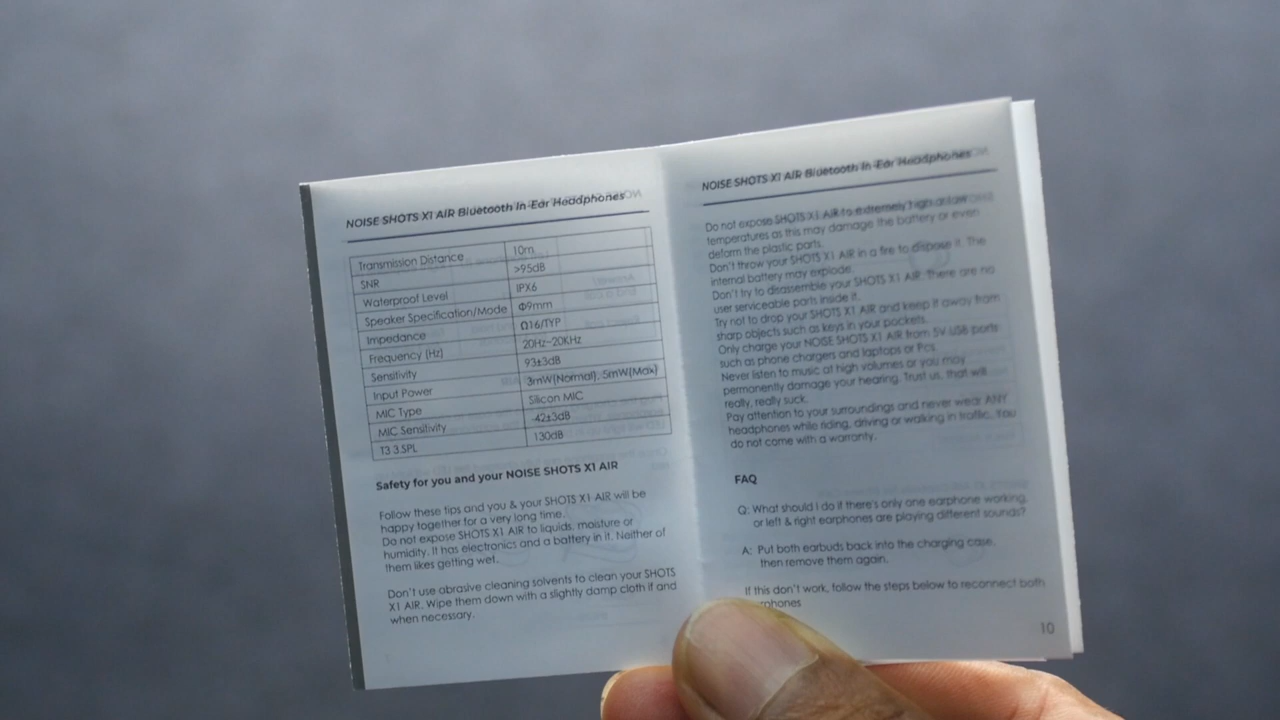 NOISE SHOTS X1 AIR Bluetooth In Ear Headphones
Transmission Distance 10m
SNR >95dB
Waterproof Level IPX6
Speaker Specification/Mode Φ9mm
Impedance Ω16/TYP
Frequency (Hz) 20Hz~20KHz
Sensitivity 93±3dB
Input Power 3mW(Normal), 5mW(Max)
MIC Type Silicon MIC
MIC Sensitivity -42±3dB
T3 3.SPL 130dB
Safety for you and your NOISE SHOTS X1 AIR
Follow these tips and you & your SHOTS X1 AIR will be
happy together for a very long time.
Do not expose SHOTS X1 AIR to liquids, moisture or
humidity. It has electronics and a battery in it. Neither of
them likes getting wet.
Don't use abrasive cleaning solvents to clean your SHOTS
X1 AIR. Wipe them down with a slightly damp cloth if and
when necessary.
NOISE SHOTS X1 AIR Bluetooth In Ear Headphones
Do not expose SHOTS X1 AIR to extremely high or low
temperatures as this may damage the battery or even
deform the plastic parts.
Don't throw your SHOTS X1 AIR in a fire to dispose it. The
internal battery may explode.
Don't try to disassemble your SHOTS X1 AIR. There are no
user serviceable parts inside it.
Try not to drop your SHOTS X1 AIR and keep it away from
sharp objects such as keys in your pockets.
Only charge your NOISE SHOTS X1 AIR from 5V USB ports
such as phone chargers and laptops or Pcs.
Never listen to music at high volumes or you may
permanently damage your hearing. Trust us, that will
really, really suck.
Pay attention to your surroundings and never wear ANY
headphones while riding, driving or walking in traffic. You
do not come with a warranty.
FAQ
Q: What should I do if there's only one earphone working,
or left & right earphones are playing different sounds?
A: Put both earbuds back into the charging case,
then remove them again.
If this don't work, follow the steps below to reconnect both
rphones
10